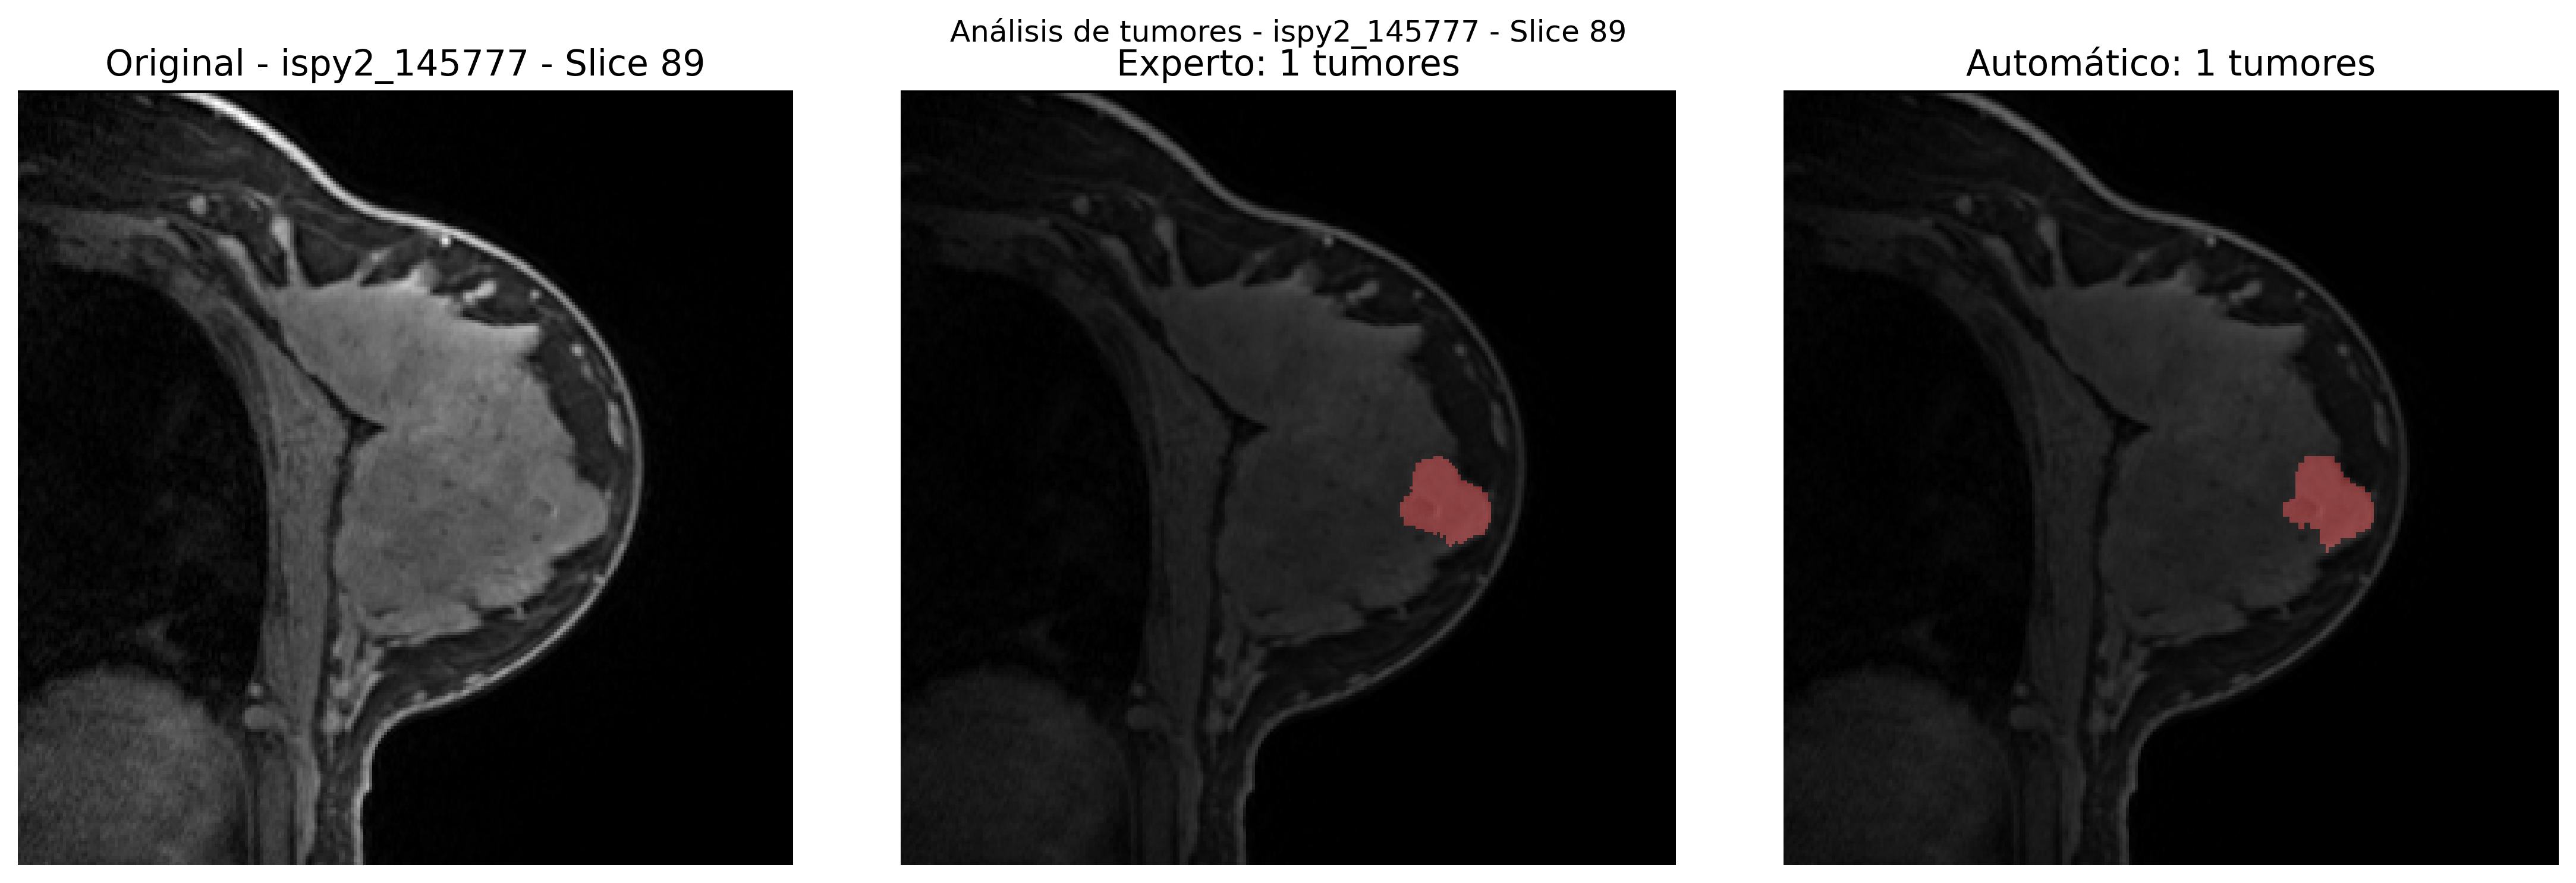 Análisis de tumores - ispy2_145777 - Slice 89
Original - ispy2_145777 - Slice 89
Experto: 1 tumores
Automático: 1 tumores